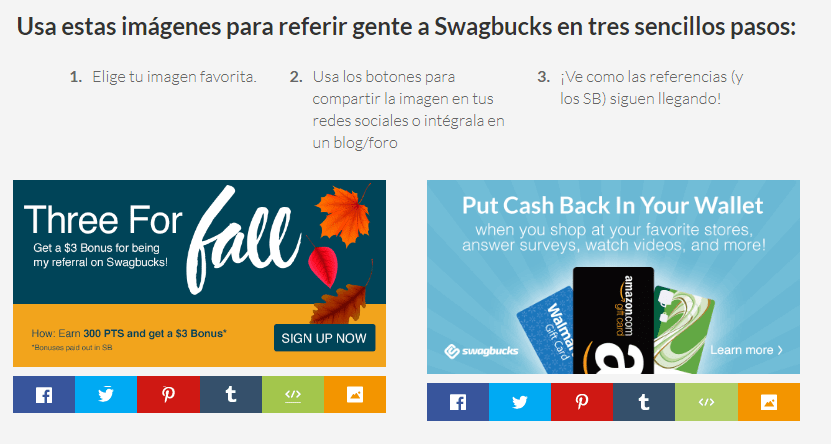 Usa estas imágenes para referir gente a Swagbucks en tres sencillos pasos:
1. Elige tu imagen favorita.
2. Usa los botones para
compartir la imagen en tus
redes sociales o intégrala en
un blog/foro
3. ¡Ve como las referencias (y
los SB) siguen llegando!
Three For fall
Get a $3 Bonus for being
my referral on Swagbucks!
How: Earn 300 PTS and get a $3 Bonus*
*Bonuses paid out in SB
SIGN UP NOW
Put Cash Back In Your Wallet
when you shop at your favorite stores,
answer surveys, watch videos, and more!
Gift Card
amazon.com
gift card
a
swagbucks
Learn more >